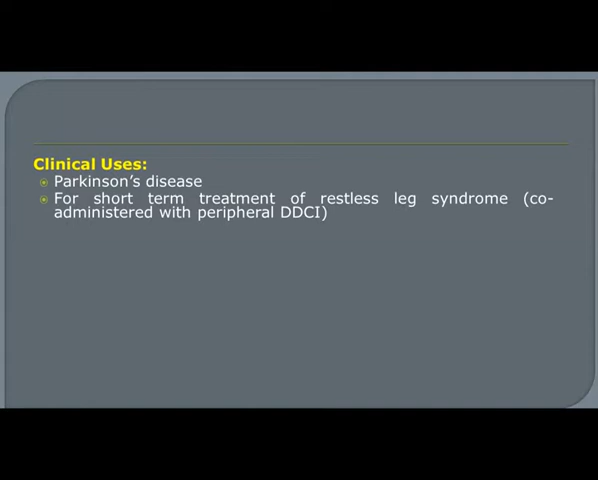 Clinical Uses:
Parkinson's disease
For short term treatment of restless leg syndrome (co-
administered with peripheral DDCI)